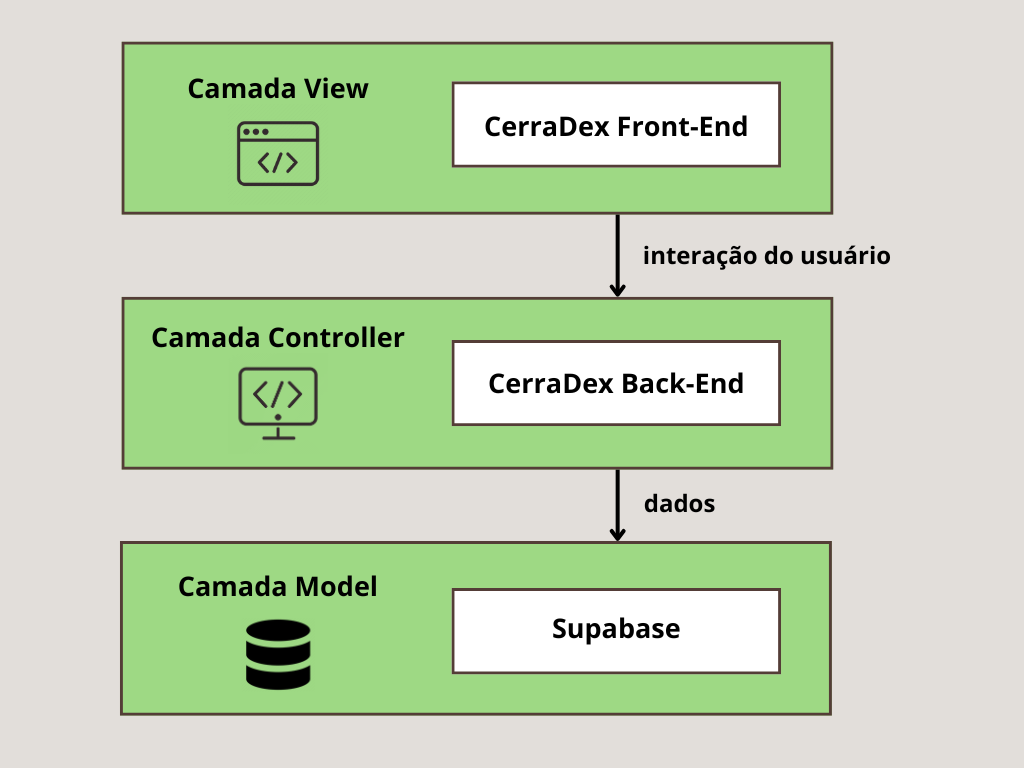 Camada View
CerraDex Front-End
interação do usuário
Camada Controller
CerraDex Back-End
dados
Camada Model
Supabase